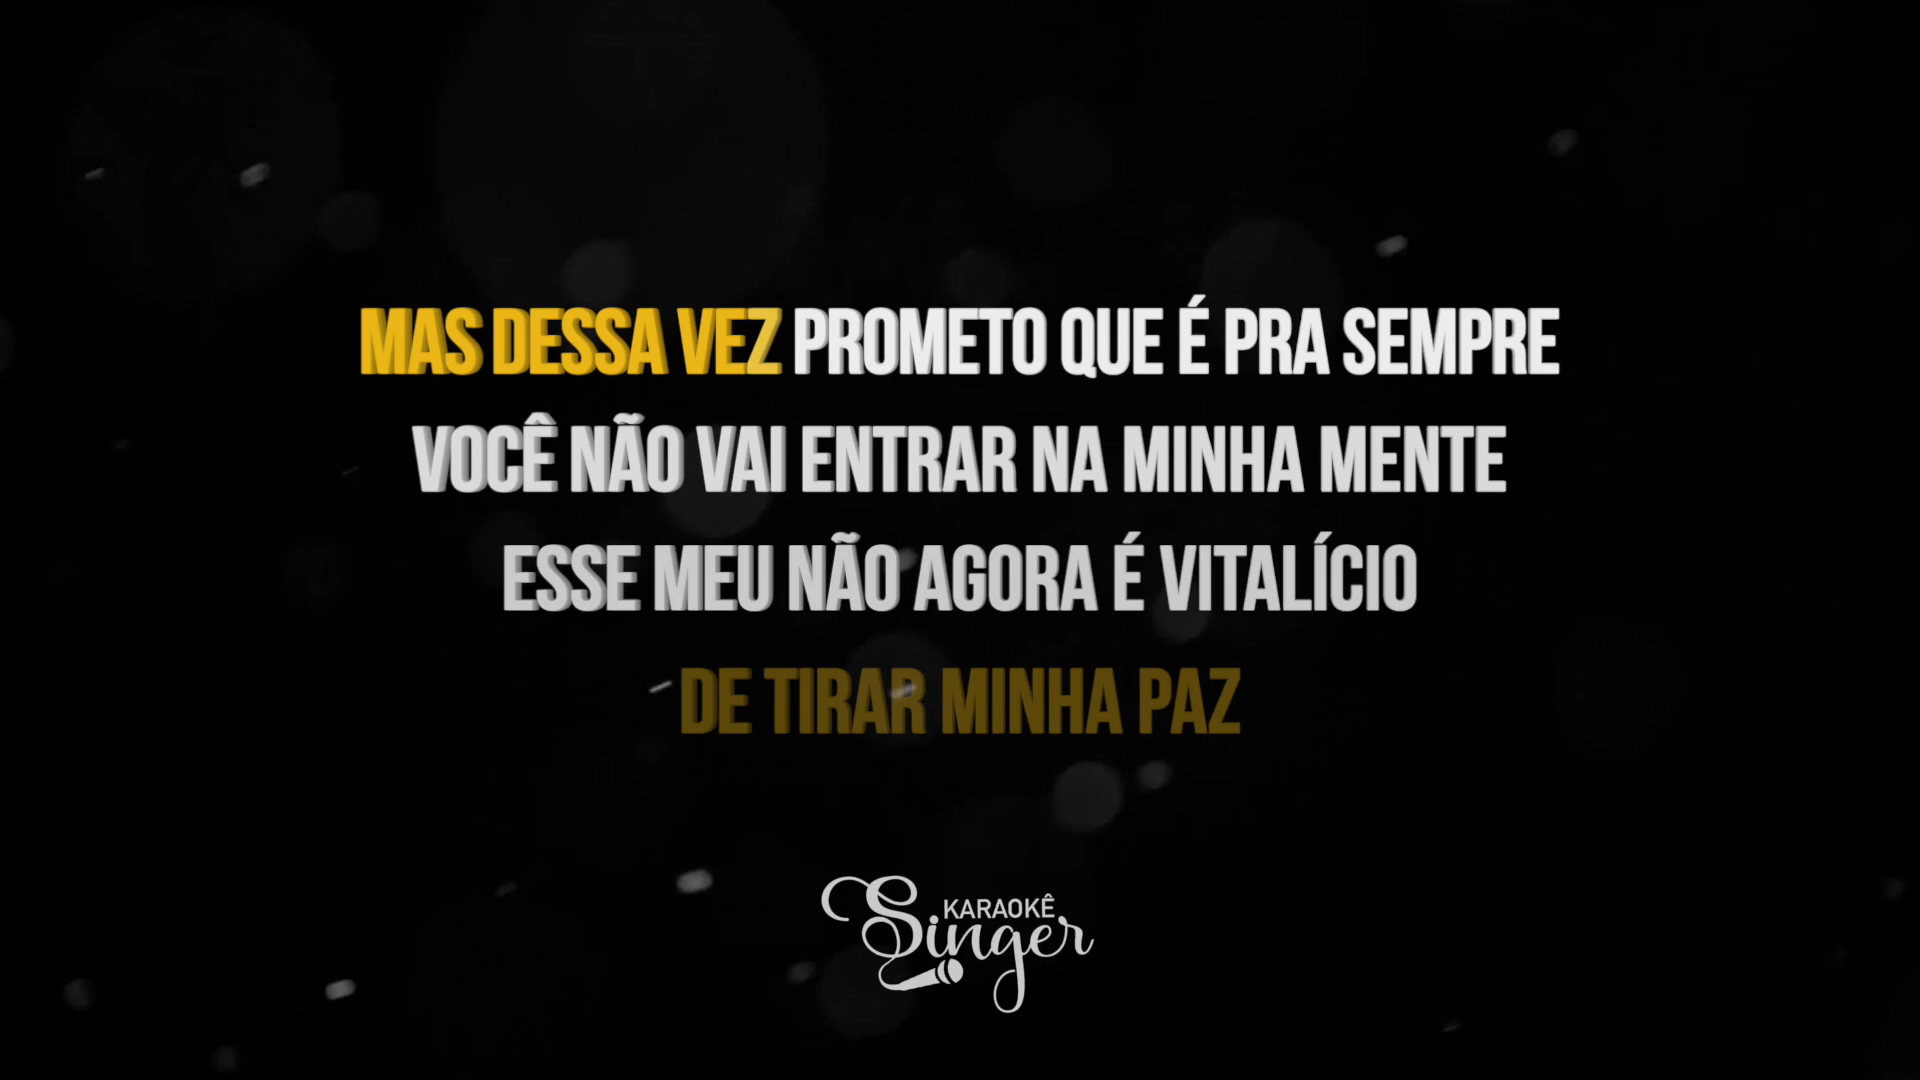 MAS DESSA VEZ PROMETO QUE É PRA SEMPRE
VOCÊ NÃO VAI ENTRAR NA MINHA MENTE
ESSE MEU NÃO AGORA É VITALÍCIO
DE TIRAR MINHA PAZ
KARAOKÊ
Singer